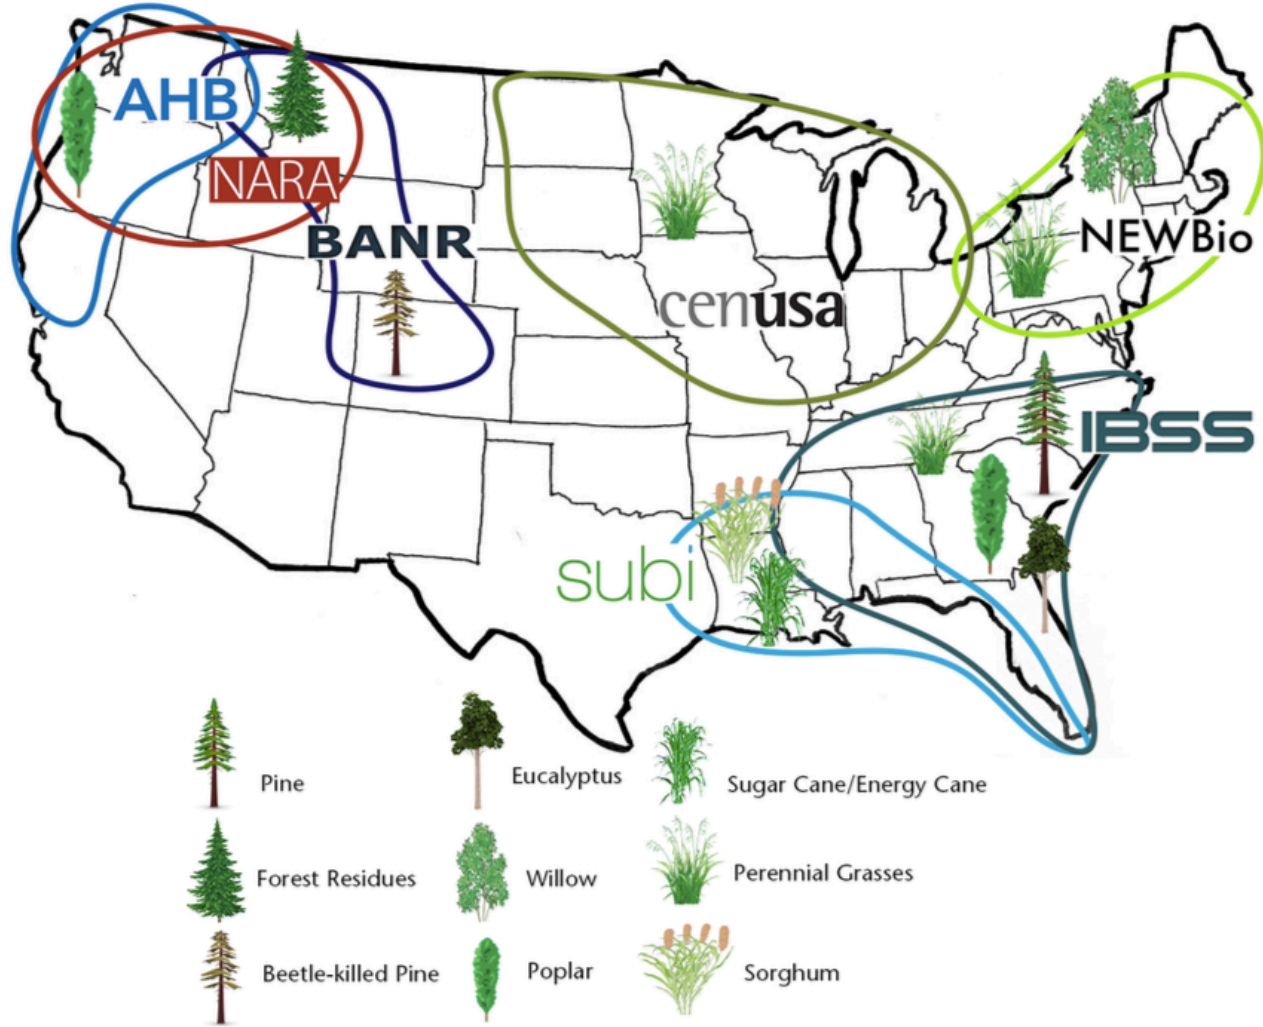 AHB
NARA
BANR
cenusa
NEWBio
IBSS
subi
Pine
Eucalyptus
Sugar Cane/Energy Cane
Forest Residues
Willow
Perennial Grasses
Beetle-killed Pine
Poplar
Sorghum